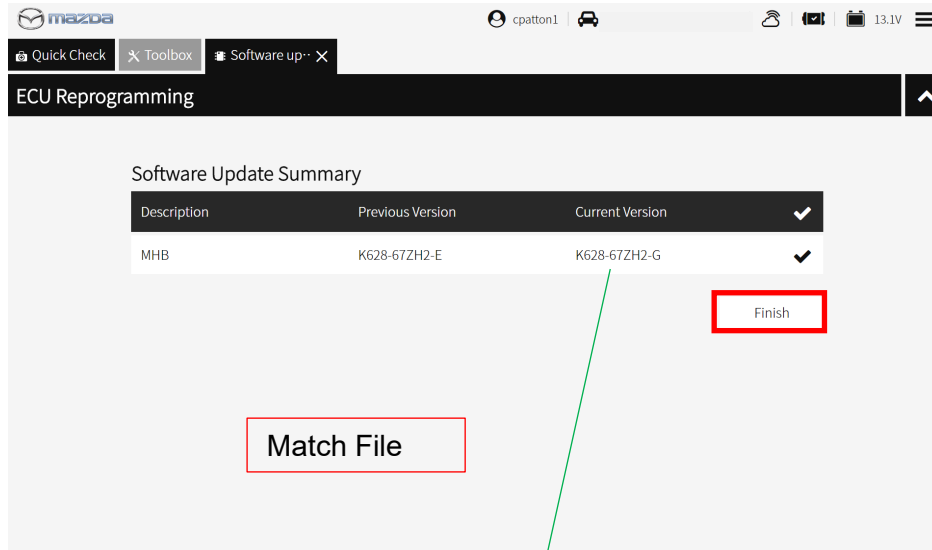 mazda
cpatton1
13.1V
Quick Check
Toolbox
Software up··
ECU Reprogramming
Software Update Summary
Description Previous Version Current Version
MHB K628-67ZH2-E K628-67ZH2-G
Finish
Match File